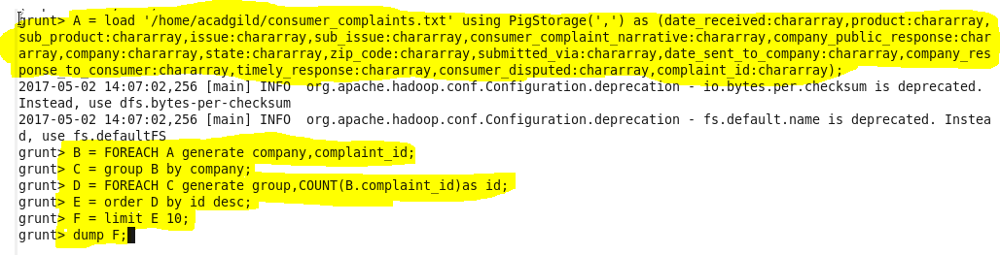 grunt> A = load '/home/acadgild/consumer_complaints.txt' using PigStorage(',') as (date_received:chararray,product:chararray,
sub_product:chararray,issue:chararray,sub_issue:chararray,consumer_complaint_narrative:chararray,company_public_response:char
array,company:chararray,state:chararray,zip_code:chararray,submitted_via:chararray,date_sent_to_company:chararray,company_res
ponse_to_consumer:chararray,timely_response:chararray,consumer_disputed:chararray,complaint_id:chararray);
2017-05-02 14:07:02,256 [main] INFO  org.apache.hadoop.conf.Configuration.deprecation - io.bytes.per.checksum is deprecated.
Instead, use dfs.bytes-per-checksum
2017-05-02 14:07:02,256 [main] INFO  org.apache.hadoop.conf.Configuration.deprecation - fs.default.name is deprecated. Instea
d, use fs.defaultFS
grunt> B = FOREACH A generate company,complaint_id;
grunt> C = group B by company;
grunt> D = FOREACH C generate group,COUNT(B.complaint_id)as id;
grunt> E = order D by id desc;
grunt> F = limit E 10;
grunt> dump F;